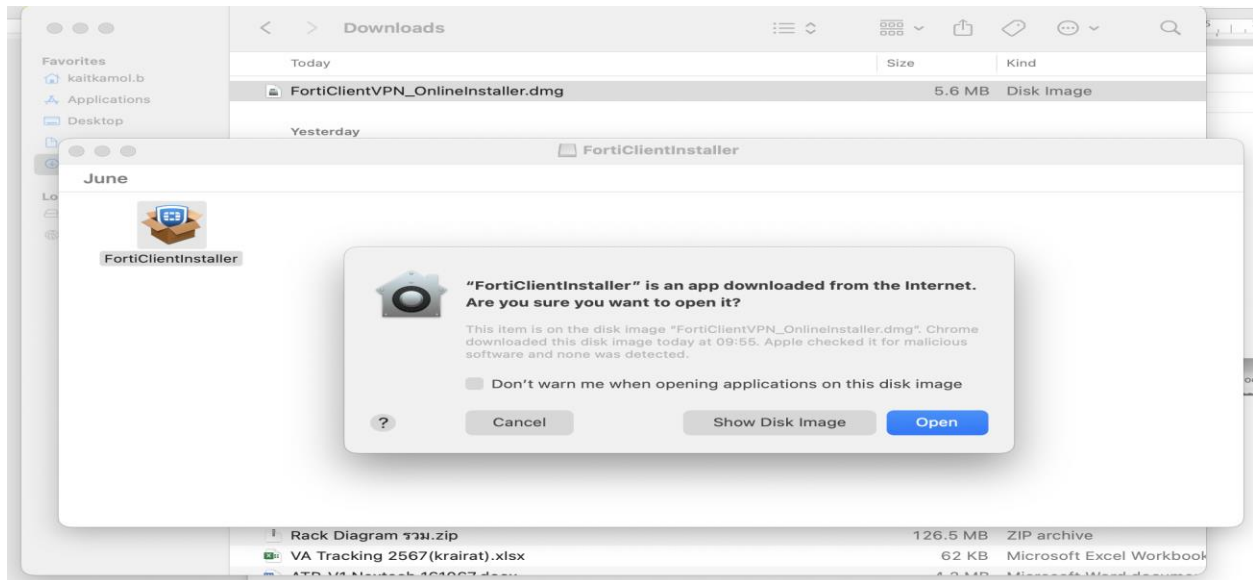 Downloads
Favorites
Today
Size
Kind
kaitkamol.b
FortiClientVPN_OnlineInstaller.dmg
5.6 MB
Disk Image
Applications
Desktop
Yesterday
FortiClientInstaller
June
Lo
FortiClientInstaller
“FortiClientInstaller” is an app downloaded from the Internet.
Are you sure you want to open it?
This item is on the disk image “FortiClientVPN_OnlineInstaller.dmg”. Chrome
downloaded this disk image today at 09:55. Apple checked it for malicious
software and none was detected.
Don’t warn me when opening applications on this disk image
?
Cancel
Show Disk Image
Open
Rack Diagram รวม.zip
126.5 MB
ZIP archive
VA Tracking 2567(krairat).xlsx
62 KB
Microsoft Excel Workbook